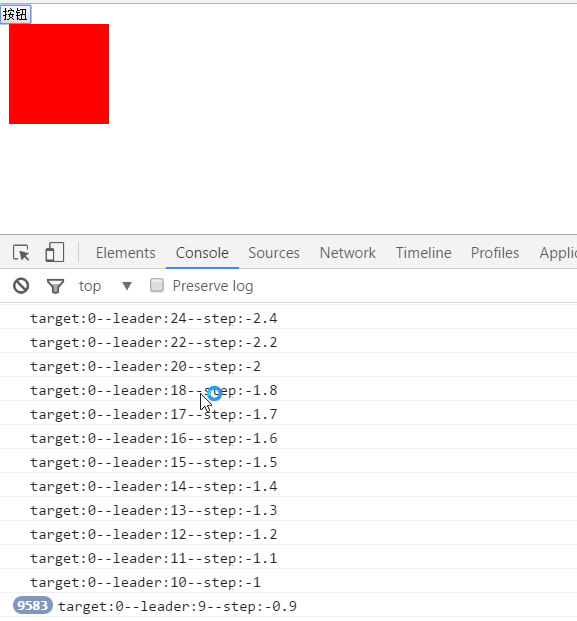 按钮
Elements Console Sources Network Timeline Profiles Applic
top Preserve log
target:0--leader:24--step:-2.4
target:0--leader:22--step:-2.2
target:0--leader:20--step:-2
target:0--leader:18--step:-1.8
target:0--leader:17--step:-1.7
target:0--leader:16--step:-1.6
target:0--leader:15--step:-1.5
target:0--leader:14--step:-1.4
target:0--leader:13--step:-1.3
target:0--leader:12--step:-1.2
target:0--leader:11--step:-1.1
target:0--leader:10--step:-1
9583 target:0--leader:9--step:-0.9